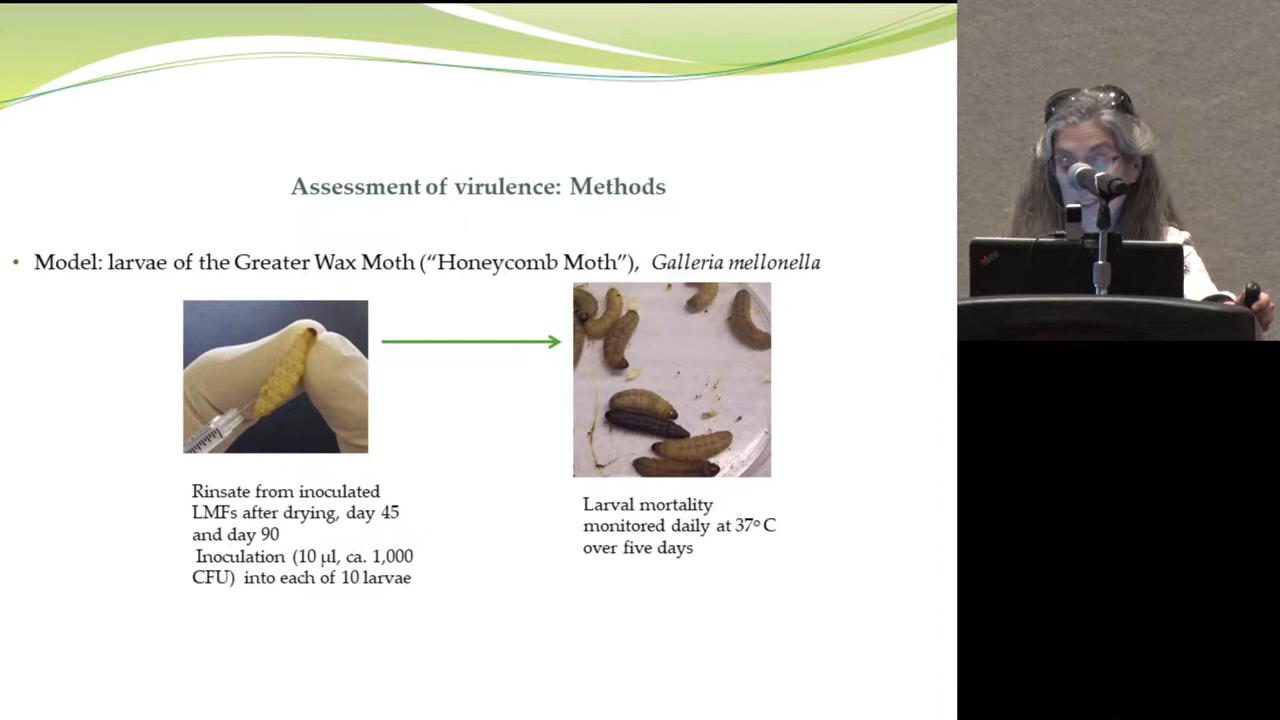 Assessment of virulence: Methods
• Model: larvae of the Greater Wax Moth (“Honeycomb Moth”), Galleria mellonella
Rinsate from inoculated
LMFs after drying, day 45
and day 90
Inoculation (10 µl, ca. 1,000
CFU) into each of 10 larvae
Larval mortality
monitored daily at 37° C
over five days